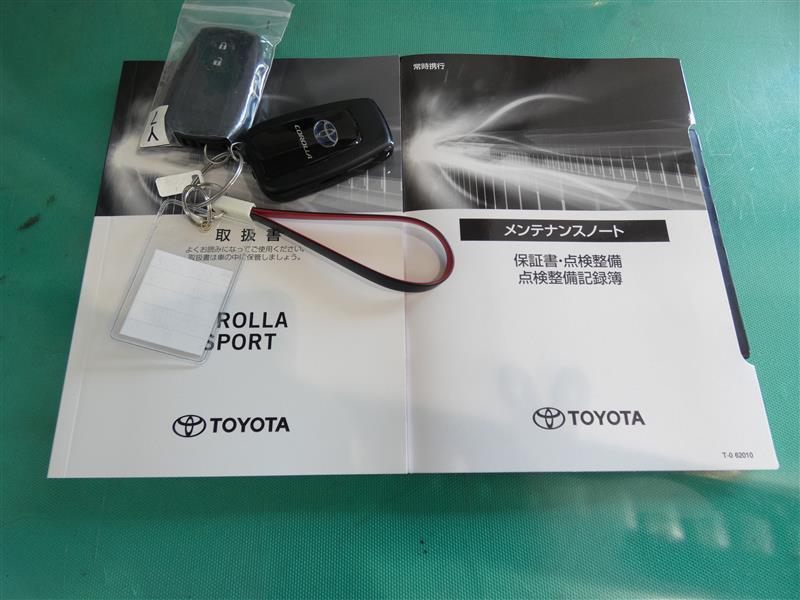 COROLLA
取扱書
よくお読みになってご使用ください。
取扱書は車の中に保管しましょう。
SPORT
TOYOTA
常時携行
メンテナンスノート
保証書・点検整備
点検整備記録簿
TOYOTA
T-0 62010